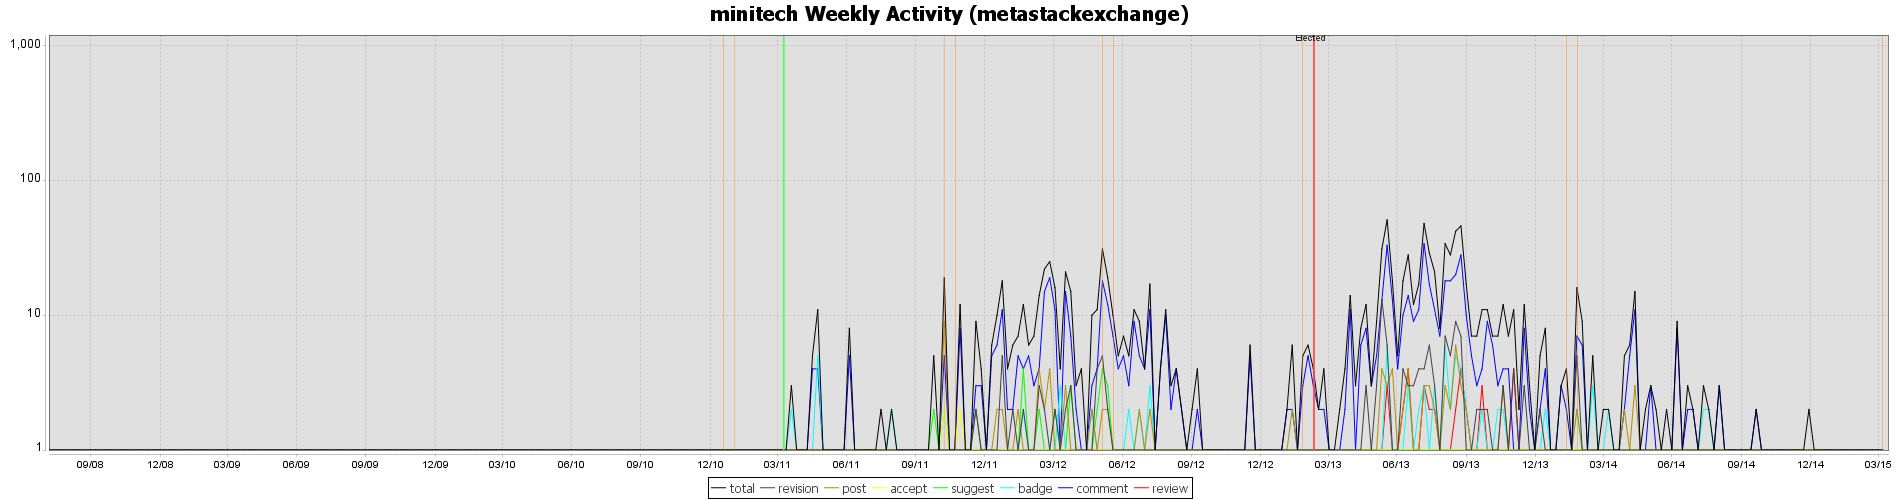 minitech Weekly Activity (metastackexchange)
Elected
1,000
100
10
1
09/08 12/08 03/09 06/09 09/09 12/09 03/10 06/10 09/10 12/10 03/11 06/11 09/11 12/11 03/12 06/12 09/12 12/12 03/13 06/13 09/13 12/13 03/14 06/14 09/14 12/14 03/15
total revision post accept suggest badge comment review